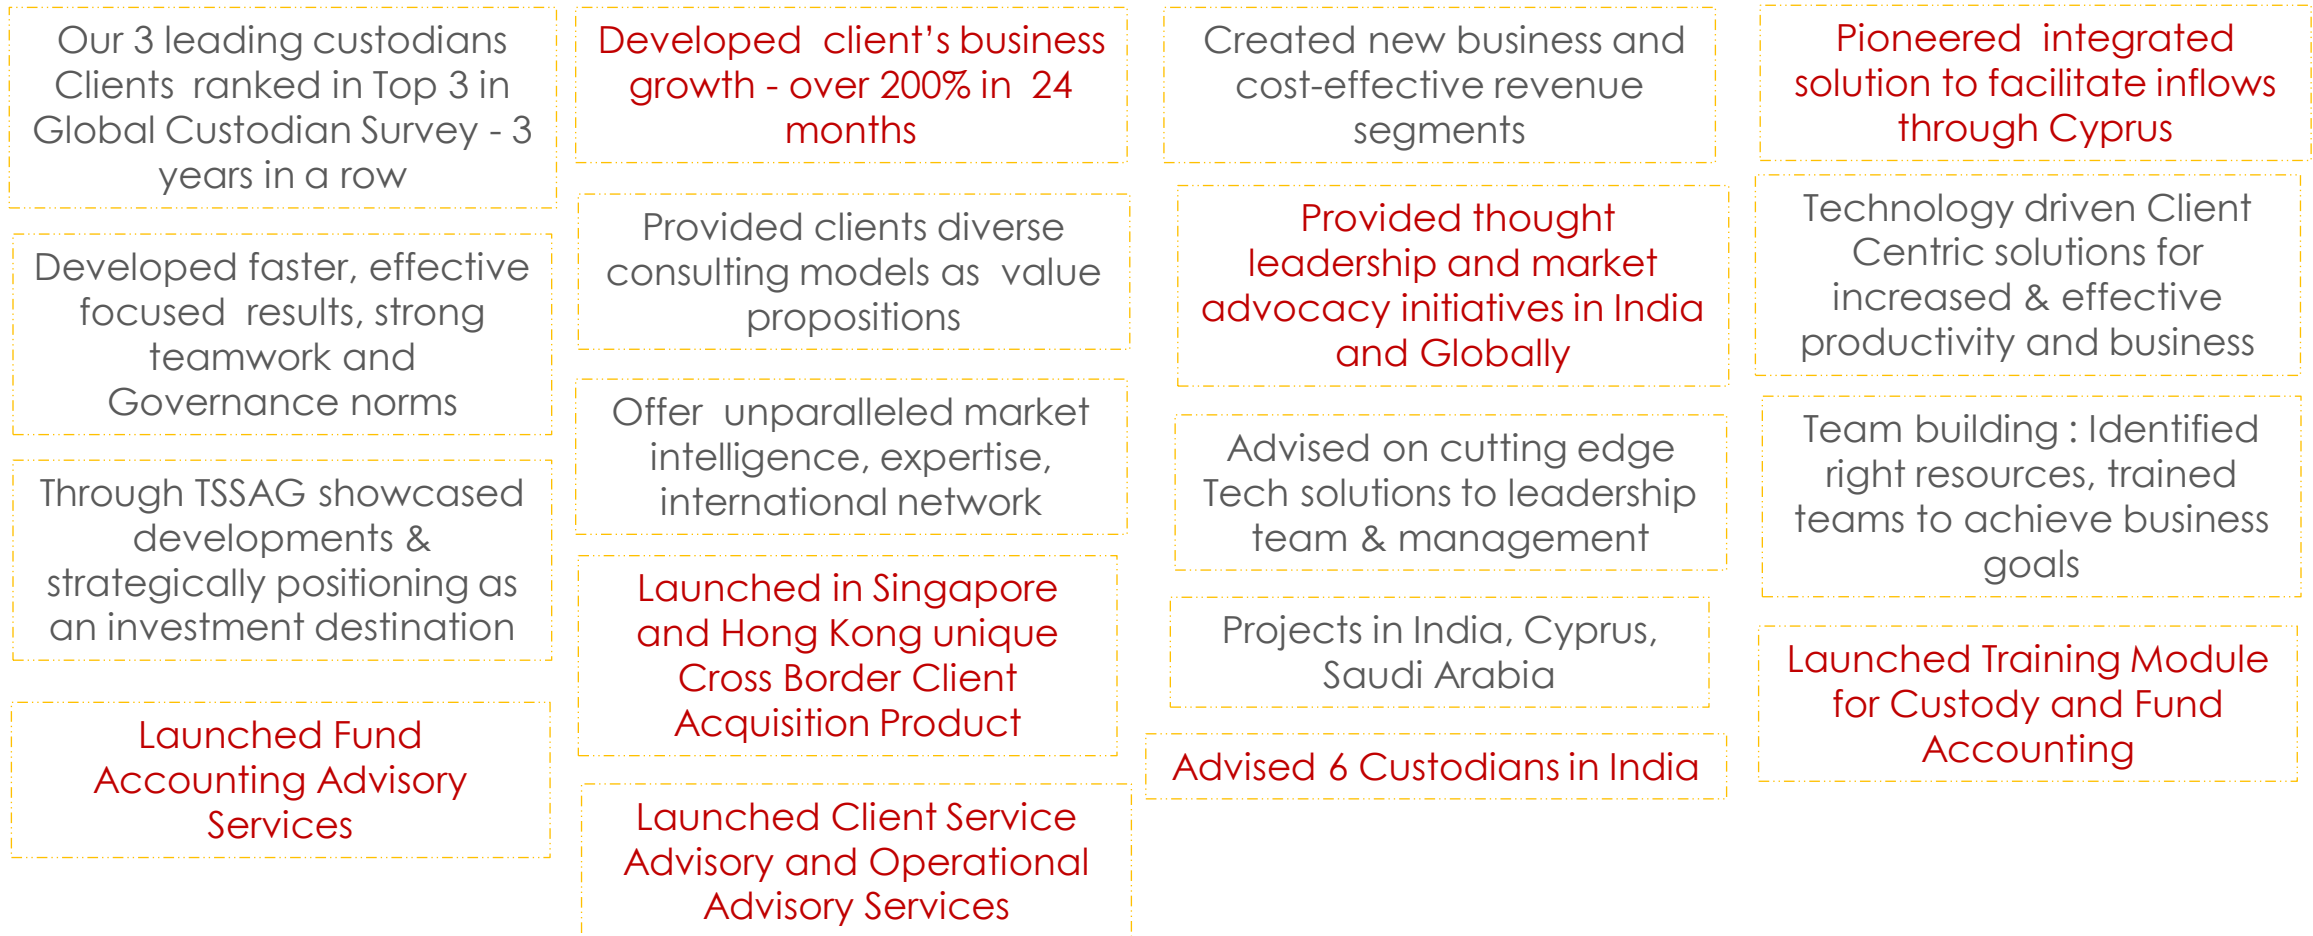 Our 3 leading custodians
Clients ranked in Top 3 in
Global Custodian Survey - 3
years in a row
Developed faster, effective
focused results, strong
teamwork and
Governance norms
Through TSSAG showcased
developments &
strategically positioning as
an investment destination
Launched Fund
Accounting Advisory
Services
Developed client’s business
growth - over 200% in 24
months
Provided clients diverse
consulting models as value
propositions
Offer unparalleled market
intelligence, expertise,
international network
Launched in Singapore
and Hong Kong unique
Cross Border Client
Acquisition Product
Launched Client Service
Advisory and Operational
Advisory Services
Created new business and
cost-effective revenue
segments
Provided thought
leadership and market
advocacy initiatives in India
and Globally
Advised on cutting edge
Tech solutions to leadership
team & management
Projects in India, Cyprus,
Saudi Arabia
Advised 6 Custodians in India
Pioneered integrated
solution to facilitate inflows
through Cyprus
Technology driven Client
Centric solutions for
increased & effective
productivity and business
Team building : Identified
right resources, trained
teams to achieve business
goals
Launched Training Module
for Custody and Fund
Accounting